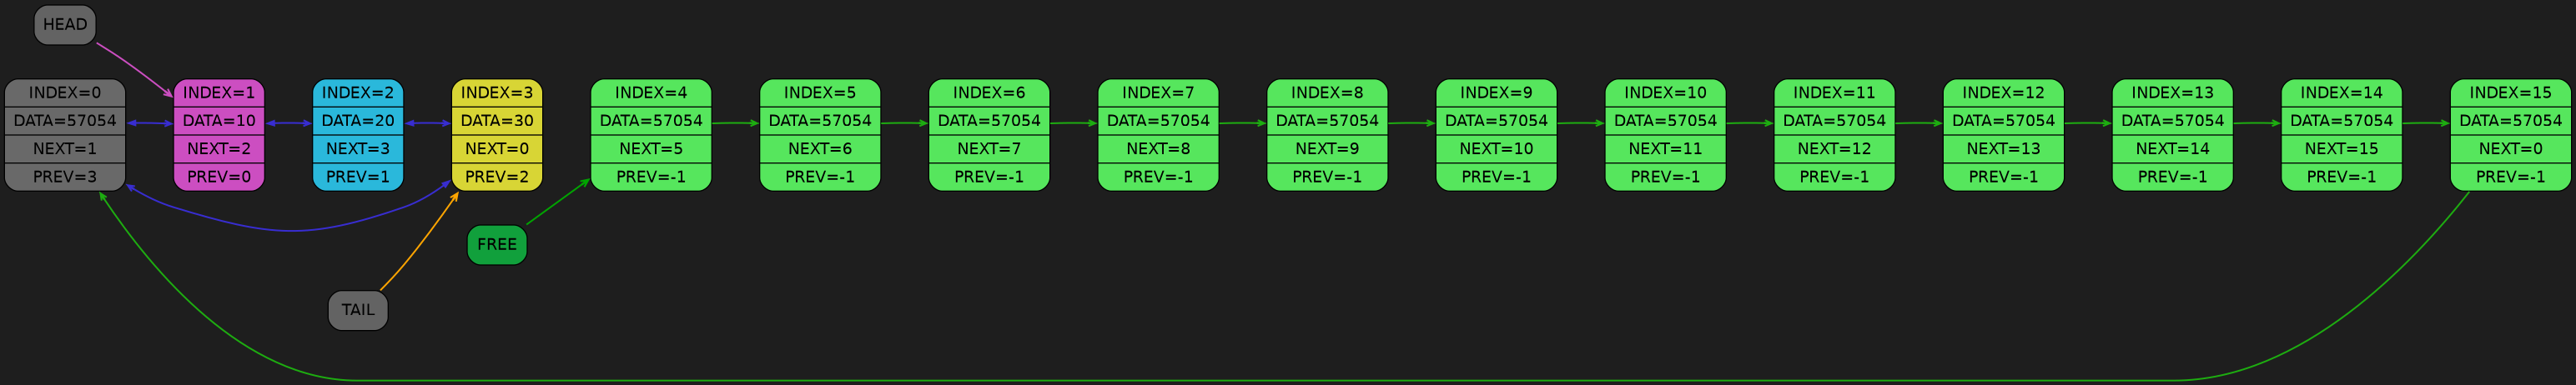 HEAD
INDEX=0
DATA=57054
NEXT=1
PREV=3
INDEX=1
DATA=10
NEXT=2
PREV=0
INDEX=2
DATA=20
NEXT=3
PREV=1
INDEX=3
DATA=30
NEXT=0
PREV=2
INDEX=4
DATA=57054
NEXT=5
PREV=-1
INDEX=5
DATA=57054
NEXT=6
PREV=-1
INDEX=6
DATA=57054
NEXT=7
PREV=-1
INDEX=7
DATA=57054
NEXT=8
PREV=-1
INDEX=8
DATA=57054
NEXT=9
PREV=-1
INDEX=9
DATA=57054
NEXT=10
PREV=-1
INDEX=10
DATA=57054
NEXT=11
PREV=-1
INDEX=11
DATA=57054
NEXT=12
PREV=-1
INDEX=12
DATA=57054
NEXT=13
PREV=-1
INDEX=13
DATA=57054
NEXT=14
PREV=-1
INDEX=14
DATA=57054
NEXT=15
PREV=-1
INDEX=15
DATA=57054
NEXT=0
PREV=-1
FREE
TAIL